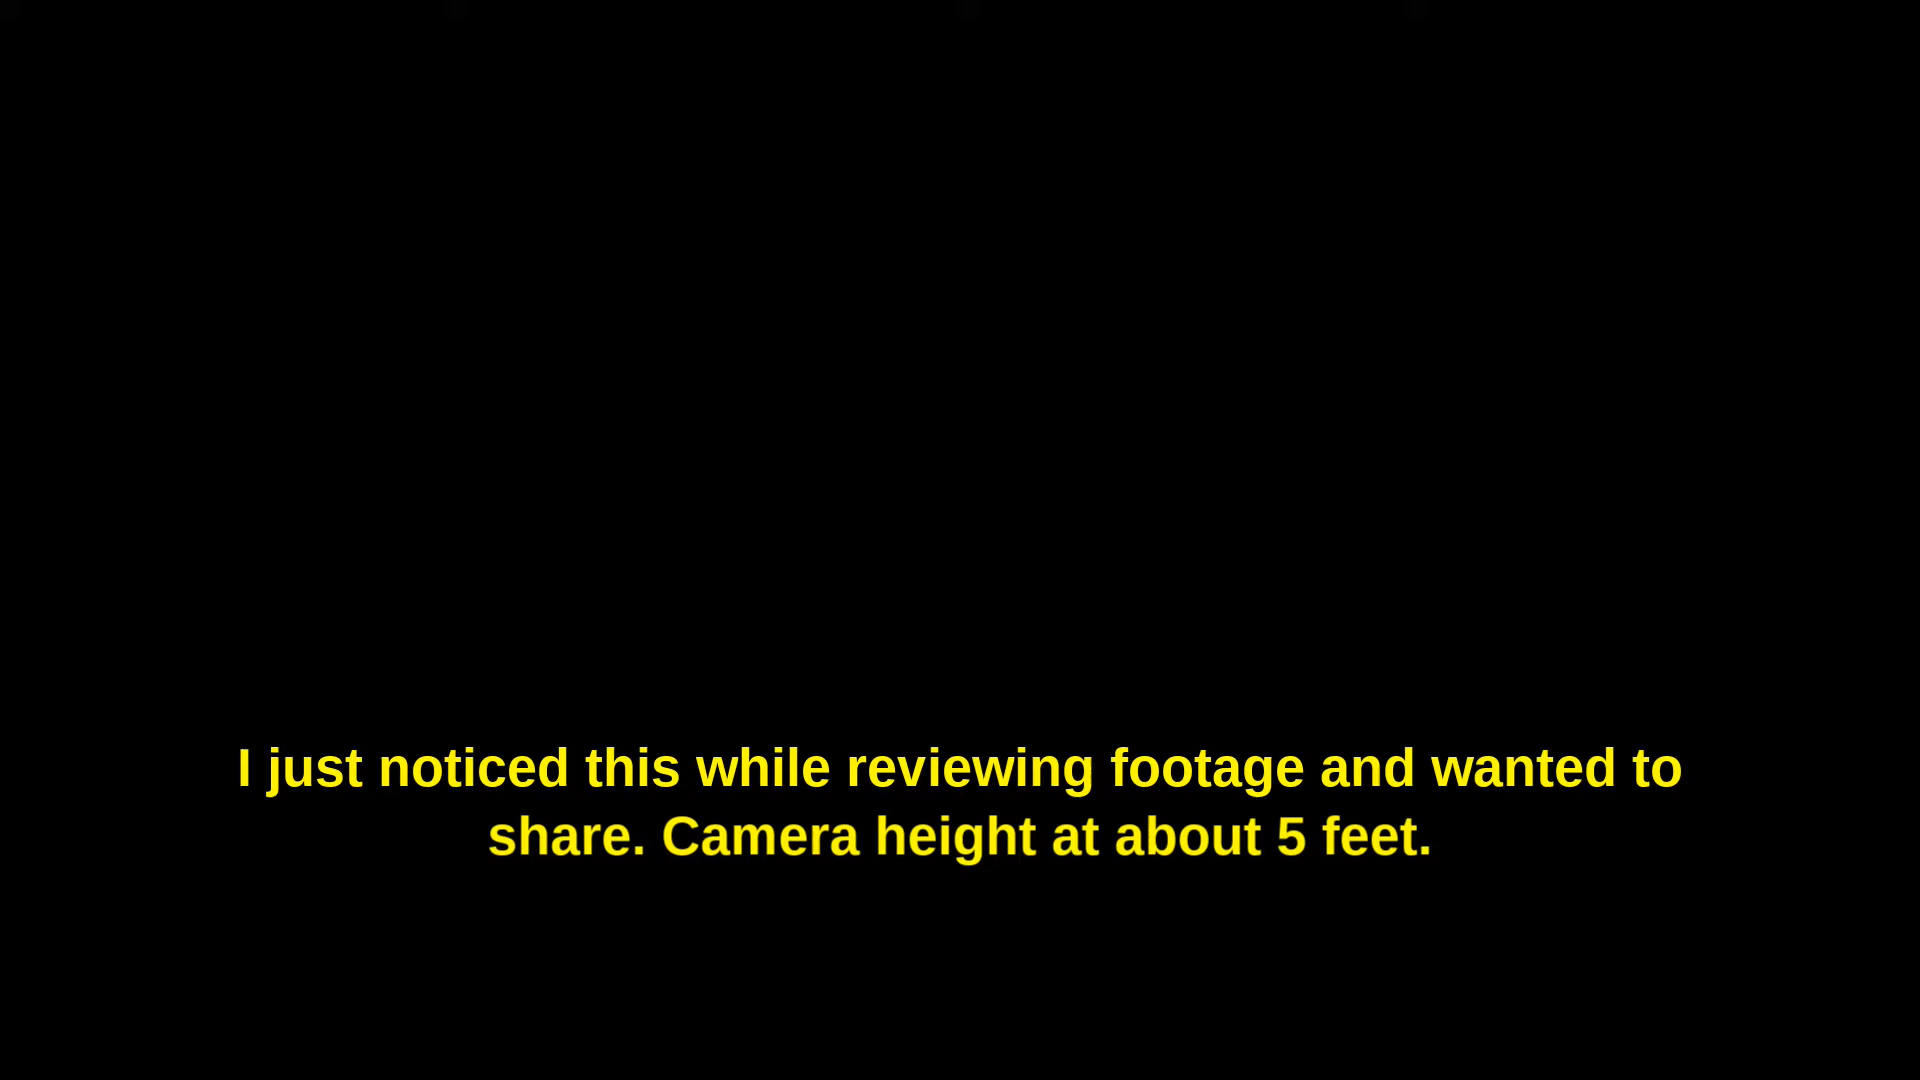 I just noticed this while reviewing footage and wanted to
share. Camera height at about 5 feet.